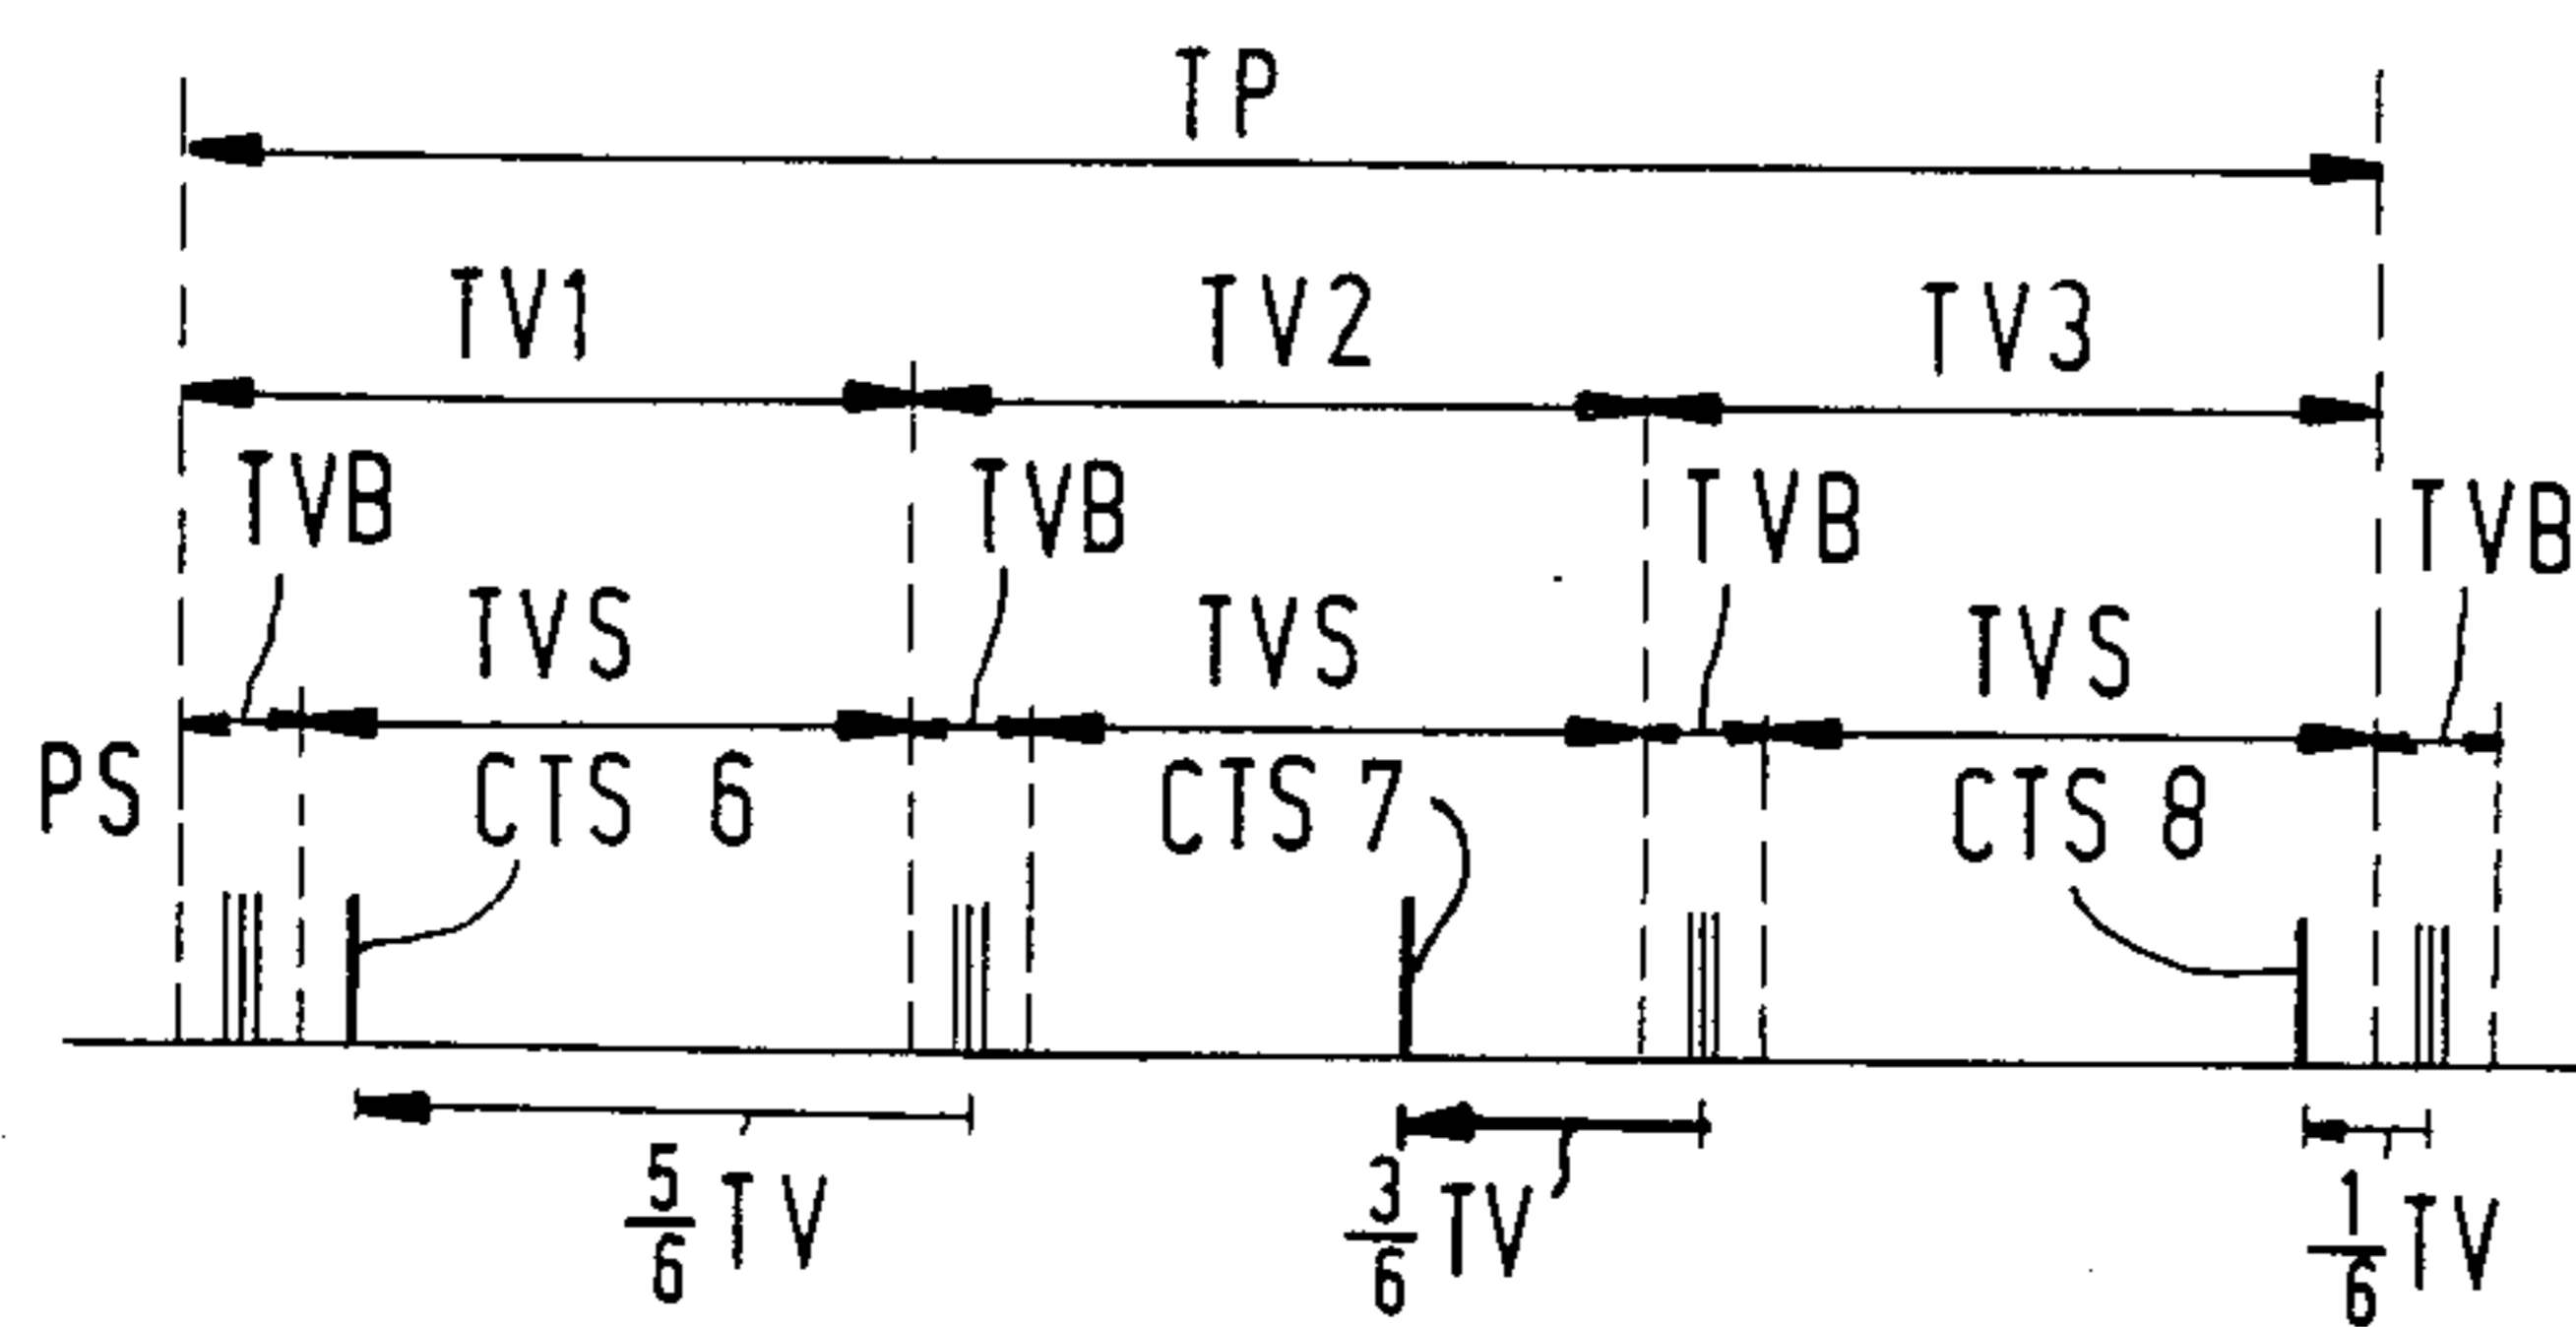 TP
TV1 TV2 TV3
TVB TVB TVB TVB
TVS TVS TVS
PS CTS 6 CTS 7 CTS 8
5/6 TV 3/6 TV 1/6 TV